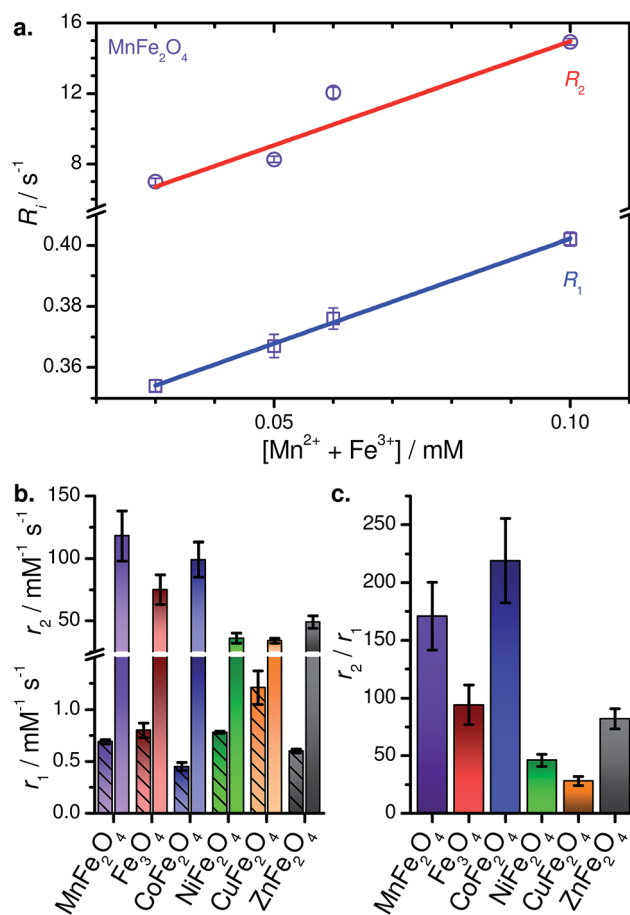 a.
MnFe₂O₄
16
12
8
0.40
0.36
Rᵢ / s⁻¹
R₂
R₁
0.05 0.10
[Mn²⁺ + Fe³⁺] / mM
b.
150
100
50
1.0
0.5
0.0
r₂ / mM⁻¹ s⁻¹
r₁ / mM⁻¹ s⁻¹
MnFe₂O₄
Fe₃O₄
CoFe₂O₄
NiFe₂O₄
CuFe₂O₄
ZnFe₂O₄
c.
250
200
150
100
50
0
r₂ / r₁
MnFe₂O₄
Fe₃O₄
CoFe₂O₄
NiFe₂O₄
CuFe₂O₄
ZnFe₂O₄